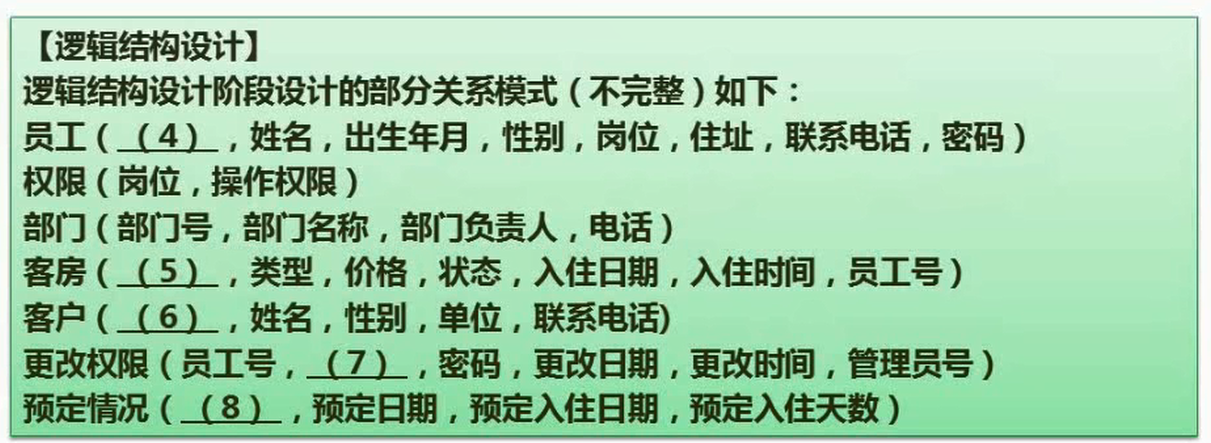 【逻辑结构设计】
逻辑结构设计阶段设计的部分关系模式（不完整）如下：
员工（（4），姓名，出生年月，性别，岗位，住址，联系电话，密码）
权限（岗位，操作权限）
部门（部门号，部门名称，部门负责人，电话）
客房（（5），类型，价格，状态，入住日期，入住时间，员工号）
客户（（6），姓名，性别，单位，联系电话)
更改权限（员工号，（7），密码，更改日期，更改时间，管理员号）
预定情况（（8），预定日期，预定入住日期，预定入住天数）